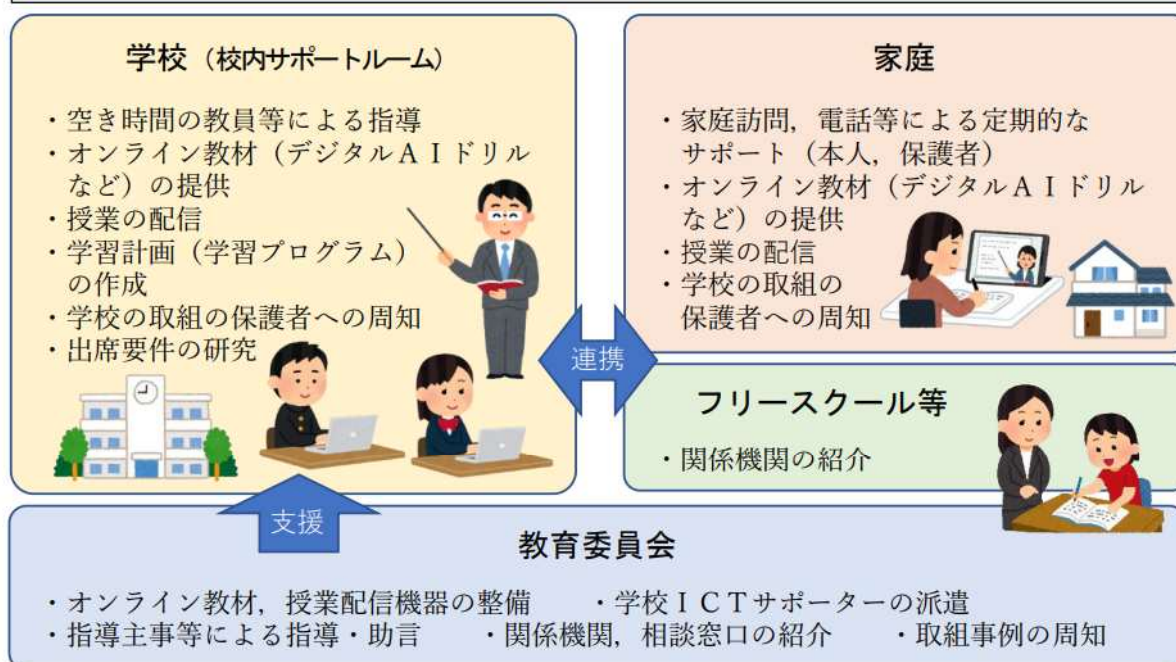 学校（校内サポートルーム）
・空き時間の教員等による指導
・オンライン教材（デジタルＡＩドリル
など）の提供
・授業の配信
・学習計画（学習プログラム）
の作成
・学校の取組の保護者への周知
・出席要件の研究
連携
家庭
・家庭訪問，電話等による定期的な
サポート（本人，保護者）
・オンライン教材（デジタルＡＩドリル
など）の提供
・授業の配信
・学校の取組の
保護者への周知
フリースクール等
・関係機関の紹介
支援
教育委員会
・オンライン教材，授業配信機器の整備　・学校ＩＣＴサポーターの派遣
・指導主事等による指導・助言　・関係機関，相談窓口の紹介　・取組事例の周知